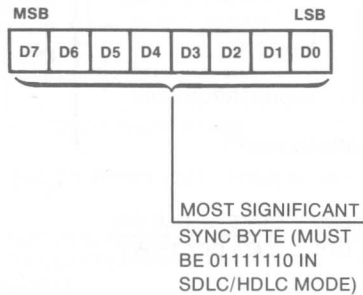 MSB LSB
D7 D6 D5 D4 D3 D2 D1 D0
MOST SIGNIFICANT
SYNC BYTE (MUST
BE 01111110 IN
SDLC/HDLC MODE)